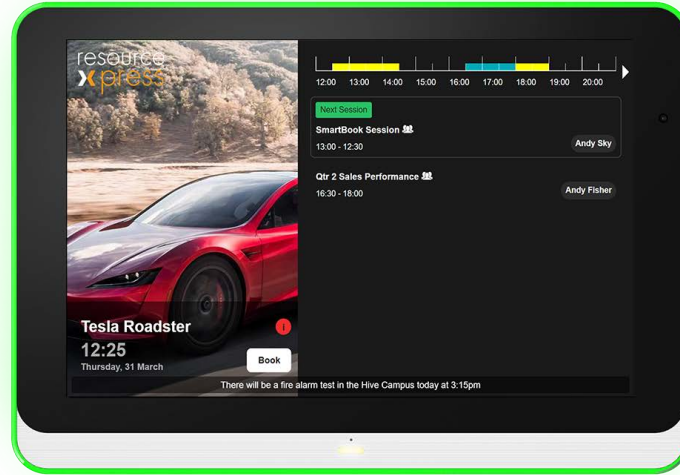 resource
xpress
12:00 13:00 14:00 15:00 16:00 17:00 18:00 19:00 20:00
Next Session
SmartBook Session
13:00 - 12:30
Andy Sky
Qtr 2 Sales Performance
16:30 - 18:00
Andy Fisher
Tesla Roadster
i
12:25
Thursday, 31 March
Book
There will be a fire alarm test in the Hive Campus today at 3:15pm